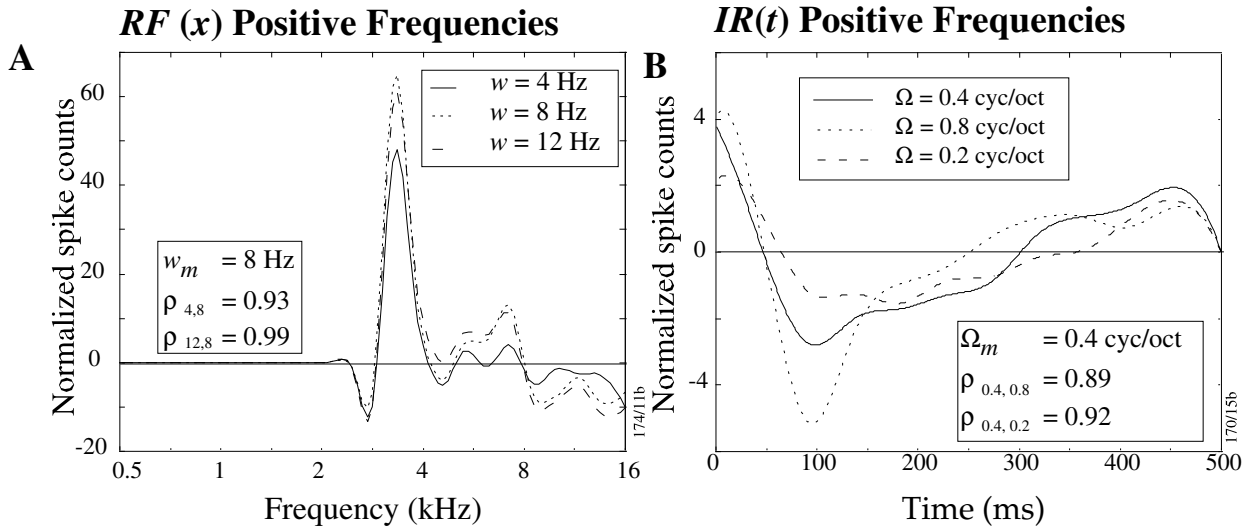 RF (x) Positive Frequencies
A
Normalized spike counts
60
40
20
0
-20
w = 4 Hz
w = 8 Hz
w = 12 Hz
w_m = 8 Hz
ρ 4,8 = 0.93
ρ 12,8 = 0.99
174/11b
0.5 1 2 4 8 16
Frequency (kHz)
IR(t) Positive Frequencies
B
Normalized spike counts
4
0
-4
Ω = 0.4 cyc/oct
Ω = 0.8 cyc/oct
Ω = 0.2 cyc/oct
Ω_m = 0.4 cyc/oct
ρ 0.4, 0.8 = 0.89
ρ 0.4, 0.2 = 0.92
170/15b
0 100 200 300 400 500
Time (ms)